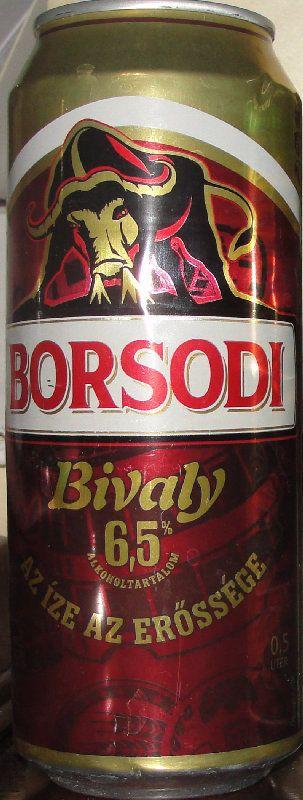 BORSODI
Bivaly
6,5%
ALKOHOLTARTALOM
AZ ÍZE AZ ERŐSSÉGE
0,5
LITER